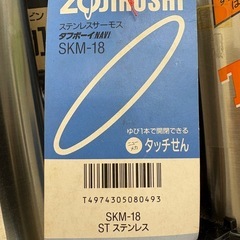 ZOJIRUSHI
ステンレスサーモス
タフボーイNAVI
SKM-18
ゆび1本で開閉できる
タッチせん
T4974305080493
SKM-18
ST ステンレス